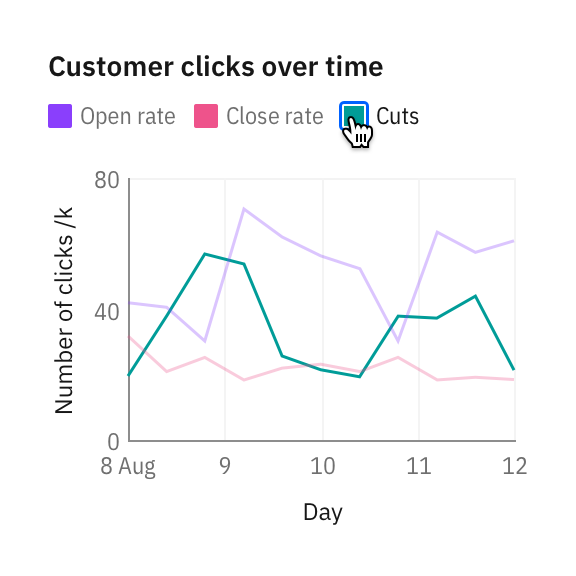 Customer clicks over time
Open rate Close rate Cuts
80
Number of clicks /k
40
0
8 Aug 9 10 11 12
Day